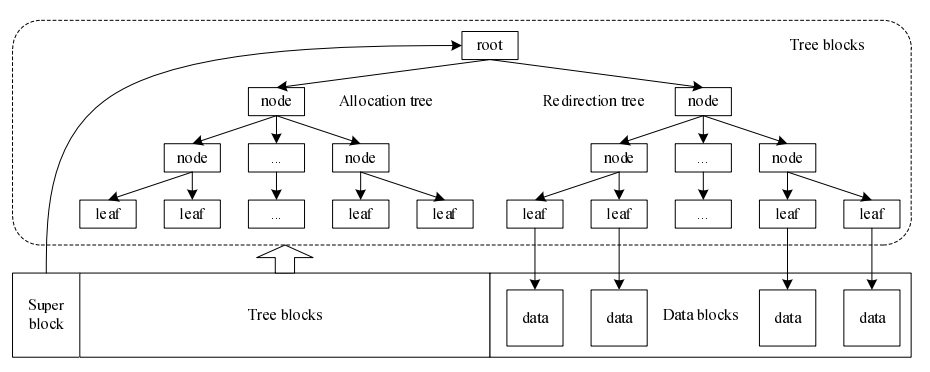 root
Tree blocks
node
Allocation tree
Redirection tree
node
node
...
node
node
...
node
leaf
leaf
...
leaf
leaf
leaf
leaf
...
leaf
leaf
Super
block
Tree blocks
data
data
Data blocks
data
data